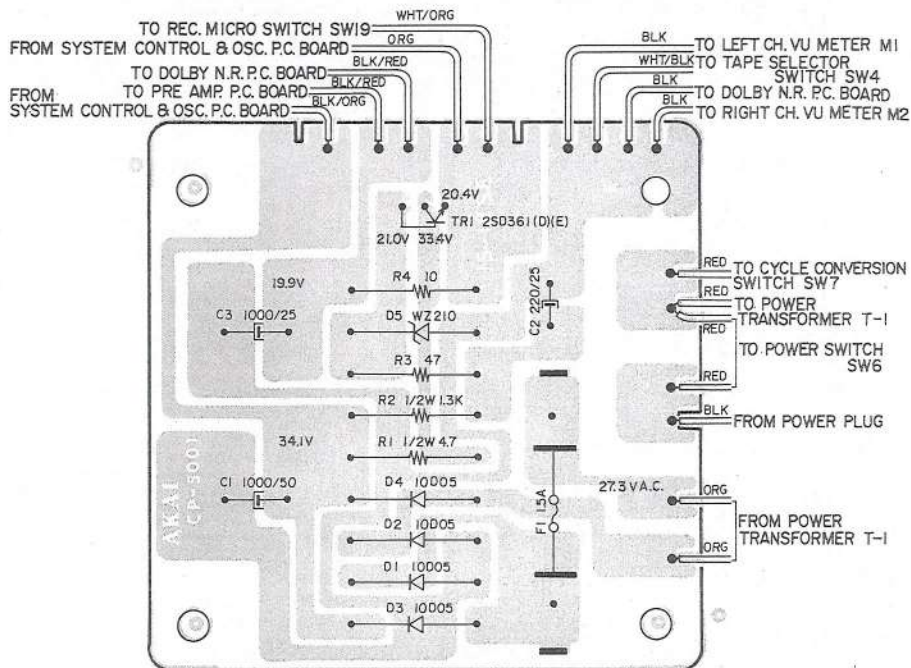 WHT/ORG
TO REC. MICRO SWITCH SW19
ORG
FROM SYSTEM CONTROL & OSC. P.C. BOARD
BLK/RED
TO DOLBY N.R. P.C. BOARD
BLK/RED
TO PRE AMP. P.C. BOARD
FROM
BLK/ORG
SYSTEM CONTROL & OSC. P.C. BOARD
BLK
TO LEFT CH. VU METER M1
WHT/BLK
TO TAPE SELECTOR
SWITCH SW4
BLK
TO DOLBY N.R. P.C. BOARD
BLK
TO RIGHT CH. VU METER M2
20.4V
TR1 2SD361(D)(E)
21.0V 33.4V
R4 10
19.9V
C3 1000/25
D5 WZ210
C2 220/25
R3 47
R2 1/2W 1.3K
34.1V
R1 1/2W 4.7
C1 1000/50
D4 10D05
D2 10D05
D1 10D05
D3 10D05
F1 1.5A
27.3V A.C.
AKAI
CP-5001
RED
TO CYCLE CONVERSION
SWITCH SW7
RED
TO POWER
TRANSFORMER T-1
RED
TO POWER SWITCH
SW6
RED
BLK
FROM POWER PLUG
ORG
FROM POWER
TRANSFORMER T-1
ORG